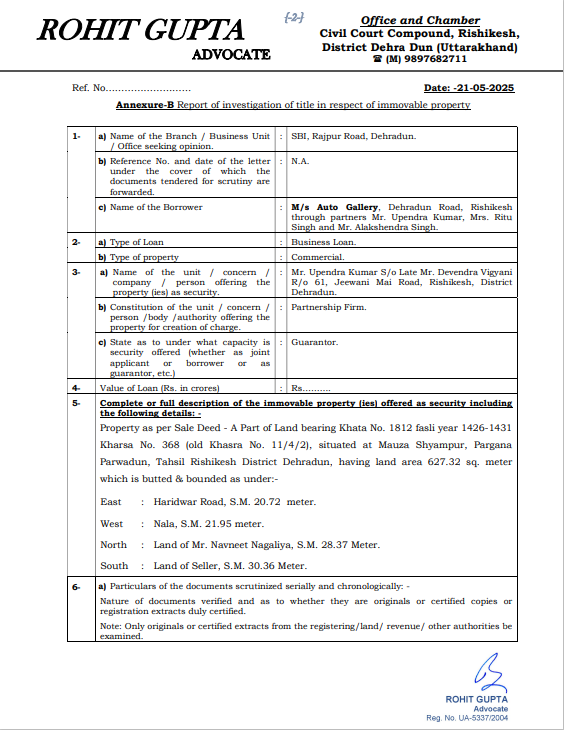 ROHIT GUPTA
ADVOCATE
{-2-}
Office and Chamber
Civil Court Compound, Rishikesh,
District Dehra Dun (Uttarakhand)
☎ (M) 9897682711
Ref. No……………………… Date: -21-05-2025
Annexure-B Report of investigation of title in respect of immovable property
1- a) Name of the Branch / Business Unit : SBI, Rajpur Road, Dehradun.
/ Office seeking opinion.
b) Reference No. and date of the letter : N.A.
under the cover of which the
documents tendered for scrutiny are
forwarded.
c) Name of the Borrower : M/s Auto Gallery, Dehradun Road, Rishikesh
through partners Mr. Upendra Kumar, Mrs. Ritu
Singh and Mr. Alakshendra Singh.
2- a) Type of Loan : Business Loan.
b) Type of property : Commercial.
3- a) Name of the unit / concern / : Mr. Upendra Kumar S/o Late Mr. Devendra Vigyani
company / person offering the R/o 61, Jeewani Mai Road, Rishikesh, District
property (ies) as security. Dehradun.
b) Constitution of the unit / concern / : Partnership Firm.
person /body /authority offering the
property for creation of charge.
c) State as to under what capacity is : Guarantor.
security offered (whether as joint
applicant or borrower or as
guarantor, etc.)
4- Value of Loan (Rs. in crores) : Rs……….
5- Complete or full description of the immovable property (ies) offered as security including
the following details: -
Property as per Sale Deed - A Part of Land bearing Khata No. 1812 fasli year 1426-1431
Kharsa No. 368 (old Khasra No. 11/4/2), situated at Mauza Shyampur, Pargana
Parwadun, Tahsil Rishikesh District Dehradun, having land area 627.32 sq. meter
which is butted & bounded as under:-
East : Haridwar Road, S.M. 20.72 meter.
West : Nala, S.M. 21.95 meter.
North : Land of Mr. Navneet Nagaliya, S.M. 28.37 Meter.
South : Land of Seller, S.M. 30.36 Meter.
6- a) Particulars of the documents scrutinized serially and chronologically: -
Nature of documents verified and as to whether they are originals or certified copies or
registration extracts duly certified.
Note: Only originals or certified extracts from the registering/land/ revenue/ other authorities be
examined.
ROHIT GUPTA
Advocate
Reg. No. UA-5337/2004